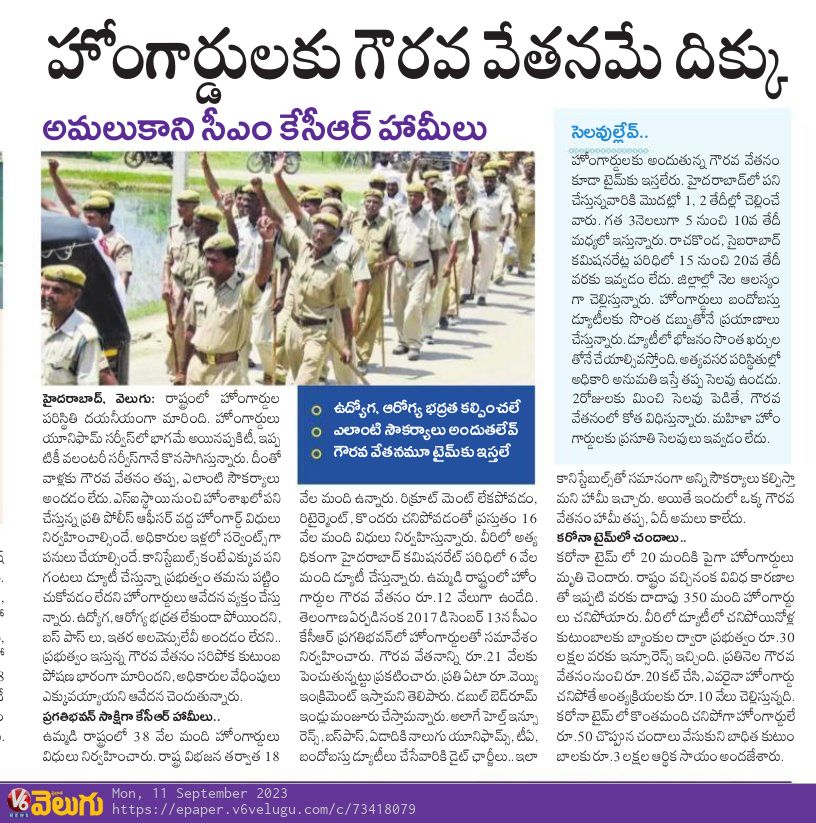 హోంగార్డులకు గౌరవ వేతనమే దిక్కు
అమలుకాని సీఎం కేసీఆర్ హామీలు
హైదరాబాద్, వెలుగు: రాష్ట్రంలో హోంగార్డుల
పరిస్థితి దయనీయంగా మారింది. హోంగార్డులు
యూనిఫామ్ సర్వీస్‌లో భాగమే అయినప్పకిటీ, ఇప్ప
టికీ వలంటరీ సర్వీస్‌గానే కొనసాగిస్తున్నారు. దీంతో
వాళ్లకు గౌరవ వేతనం తప్ప, ఎలాంటి సౌకర్యాలు
అందడం లేదు. ఎస్ఐ స్థాయి నుంచి హోంశాఖలో పని
చేస్తున్న ప్రతి పోలీస్ ఆఫీసర్ వద్ద హోంగార్డ్ విధులు
నిర్వహించాల్సిందే. అధికారుల ఇళ్లలో సర్వెంట్స్‌గా
పనులు చేయాల్సిందే. కానిస్టేబుల్స్ కంటే ఎక్కువ పని
గంటలు డ్యూటీ చేస్తున్నా ప్రభుత్వం తమను పట్టిం
చుకోవడం లేదని హోంగార్డులు ఆవేదన వ్యక్తం చేస్తు
న్నారు. ఉద్యోగ, ఆరోగ్య భద్రత లేకుండా పోయిందని,
బస్ పాస్ లు, ఇతర అలవెన్సులేవీ అందడం లేదని..
ప్రభుత్వం ఇస్తున్న గౌరవ వేతనం సరిపోక కుటుంబ
పోషణ భారంగా మారిందని, అధికారుల వేధింపులు
ఎక్కువయ్యాయని ఆవేదన చెందుతున్నారు.
ప్రగతిభవన్ సాక్షిగా కేసీఆర్ హామీలు..
ఉమ్మడి రాష్ట్రంలో 38 వేల మంది హోంగార్డులు
విధులు నిర్వహించారు. రాష్ట్ర విభజన తర్వాత 18
ఉద్యోగ, ఆరోగ్య భద్రత కల్పించలే
ఎలాంటి సౌకర్యాలు అందుతలేవ్
గౌరవ వేతనమూ టైమ్‌కు ఇస్తలే
వేల మంది ఉన్నారు. రిక్రూట్ మెంట్ లేకపోవడం,
రిటైర్మెంట్, కొందరు చనిపోవడంతో ప్రస్తుతం 16
వేల మంది విధులు నిర్వహిస్తున్నారు. వీరిలో అత్య
ధికంగా హైదరాబాద్ కమిషనరేట్ పరిధిలో 6 వేల
మంది డ్యూటీ చేస్తున్నారు. ఉమ్మడి రాష్ట్రంలో హోం
గార్డుల గౌరవ వేతనం రూ.12 వేలుగా ఉండేది.
తెలంగాణ ఏర్పడినంక 2017 డిసెంబర్ 13న సీఎం
కేసీఆర్ ప్రగతిభవన్‌లో హోంగార్డులతో సమావేశం
నిర్వహించారు. గౌరవ వేతనాన్ని రూ.21 వేలకు
పెంచుతున్నట్టు ప్రకటించారు. ప్రతి ఏటా రూ.వెయ్యి
ఇంక్రిమెంట్ ఇస్తామని తెలిపారు. డబుల్ బెడ్‌రూమ్
ఇండ్లు మంజూరు చేస్తామన్నారు. అలాగే హెల్త్ ఇన్సూ
రెన్స్, బస్‌పాస్, ఏడాదికి నాలుగు యూనిఫామ్స్, టీఏ,
బందోబస్తు డ్యూటీలు చేసేవారికి డైట్ ఛార్జీలు.. ఇలా
సెలవుల్లేవ్..
హోంగార్డులకు అందుతున్న గౌరవ వేతనం
కూడా టైమ్‌కు ఇస్తలేరు. హైదరాబాద్‌లో పని
చేస్తున్నవారికి మొదట్లో 1, 2 తేదీల్లో చెల్లించే
వారు. గత 3నెలలుగా 5 నుంచి 10వ తేదీ
మధ్యలో ఇస్తున్నారు. రాచకొండ, సైబరాబాద్
కమిషనరేట్ల పరిధిలో 15 నుంచి 20వ తేదీ
వరకు ఇవ్వడం లేదు. జిల్లాల్లో నెల ఆలస్యం
గా చెల్లిస్తున్నారు. హోంగార్డులు బందోబస్తు
డ్యూటీలకు సొంత డబ్బుతోనే ప్రయాణాలు
చేస్తున్నారు. డ్యూటీలో భోజనం సొంత ఖర్చుల
తోనే చేయాల్సివస్తోంది. అత్యవసర పరిస్థితుల్లో
అధికారి అనుమతి ఇస్తే తప్ప సెలవు ఉండదు.
2రోజులకు మించి సెలవు పెడితే, గౌరవ
వేతనంలో కోత విధిస్తున్నారు. మహిళా హోం
గార్డులకు ప్రసూతి సెలవులు ఇవ్వడం లేదు.
కానిస్టేబుల్స్‌తో సమానంగా అన్ని సౌకర్యాలు కల్పిస్తా
మని హామీ ఇచ్చారు. అయితే ఇందులో ఒక్క గౌరవ
వేతనం హామీ తప్ప, ఏదీ అమలు కాలేదు.
కరోనా టైమ్‌లో చందాలు..
కరోనా టైమ్ లో 20 మందికి పైగా హోంగార్డులు
మృతి చెందారు. రాష్ట్రం వచ్చినంక వివిధ కారణాల
తో ఇప్పటి వరకు దాదాపు 350 మంది హోంగార్డు
లు చనిపోయారు. వీరిలో డ్యూటీలో చనిపోయినోళ్ల
కుటుంబాలకు బ్యాంకుల ద్వారా ప్రభుత్వం రూ.30
లక్షల వరకు ఇన్సూరెన్స్ ఇచ్చింది. ప్రతినెల గౌరవ
వేతనం నుంచి రూ.20 కట్ చేసి, ఎవరైనా హోంగార్డు
చనిపోతే అంత్యక్రియలకు రూ.10 వేలు చెల్లిస్తున్నది.
కరోనా టైమ్ లో కొంతమంది చనిపోగా హోంగార్డులే
రూ.50 చొప్పున చందాలు వేసుకుని బాధిత కుటుం
బాలకు రూ.3 లక్షల ఆర్థిక సాయం అందజేశారు.
V6 వెలుగు
NEWS
Mon, 11 September 2023
https://epaper.v6velugu.com/c/73418079